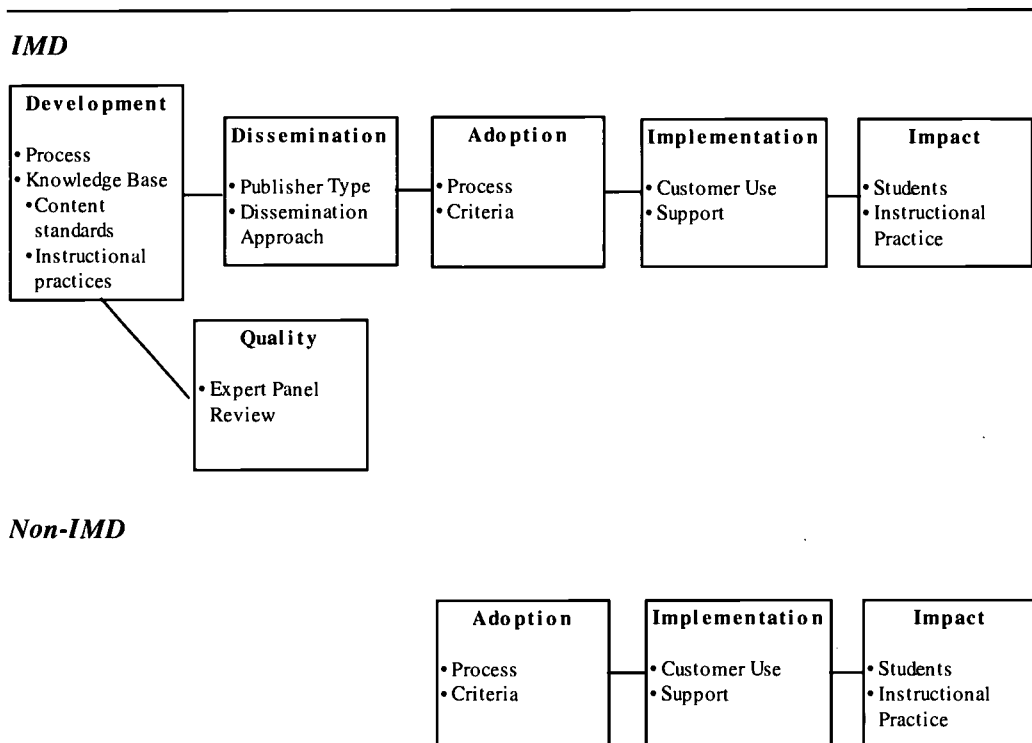 IMD
Development
• Process
• Knowledge Base
• Content
standards
• Instructional
practices
Dissemination
• Publisher Type
• Dissemination
Approach
Adoption
• Process
• Criteria
Implementation
• Customer Use
• Support
Impact
• Students
• Instructional
Practice
Quality
• Expert Panel
Review
Non-IMD
Adoption
• Process
• Criteria
Implementation
• Customer Use
• Support
Impact
• Students
• Instructional
Practice